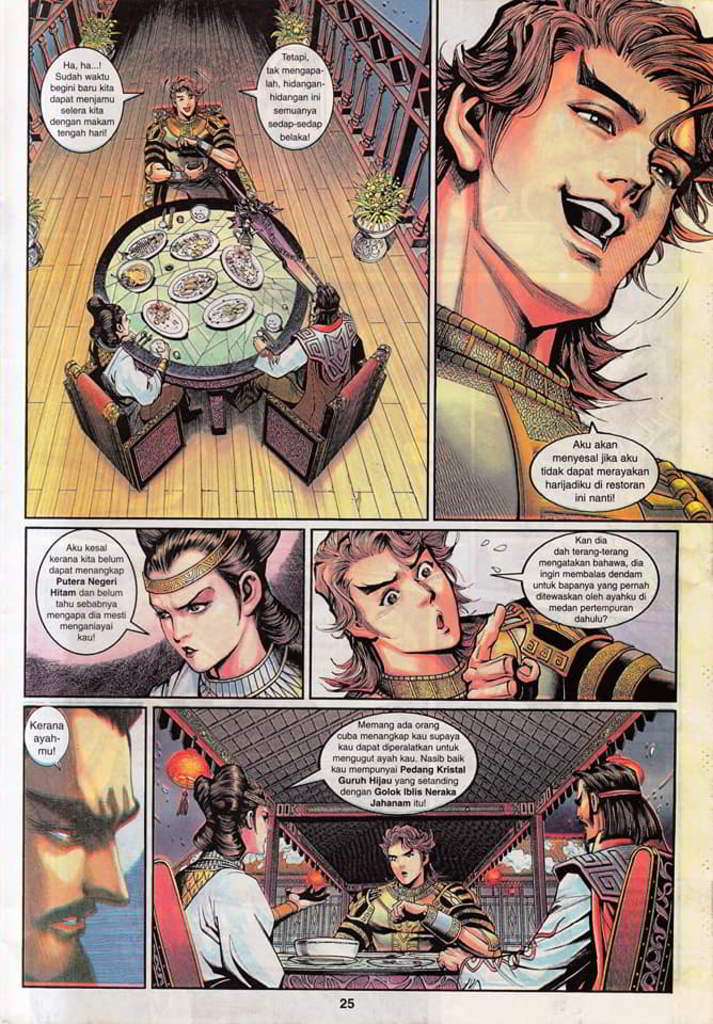 Ha, ha...!
Sudah waktu
begini baru kita
dapat menjamu
selera kita
dengan makam
tengah hari!
Tetapi,
tak mengapa-
lah, hidangan-
hidangan ini
semuanya
sedap-sedap
belaka!
Aku akan
menyesal jika aku
tidak dapat merayakan
harijadiku di restoran
ini nanti!
Aku kesal
kerana kita belum
dapat menangkap
Putera Negeri
Hitam dan belum
tahu sebabnya
mengapa dia mesti
menganiayai
kau!
Kan dia
dah terang-terang
mengatakan bahawa, dia
ingin membalas dendam
untuk bapanya yang pernah
ditewaskan oleh ayahku di
medan pertempuran
dahulu?
Kerana
ayah-
mu!
Memang ada orang
cuba menangkap kau supaya
kau dapat diperalatkan untuk
mengugut ayah kau. Nasib baik
kau mempunyai Pedang Kristal
Guruh Hijau yang setanding
dengan Golok Iblis Neraka
Jahanam itu!
25